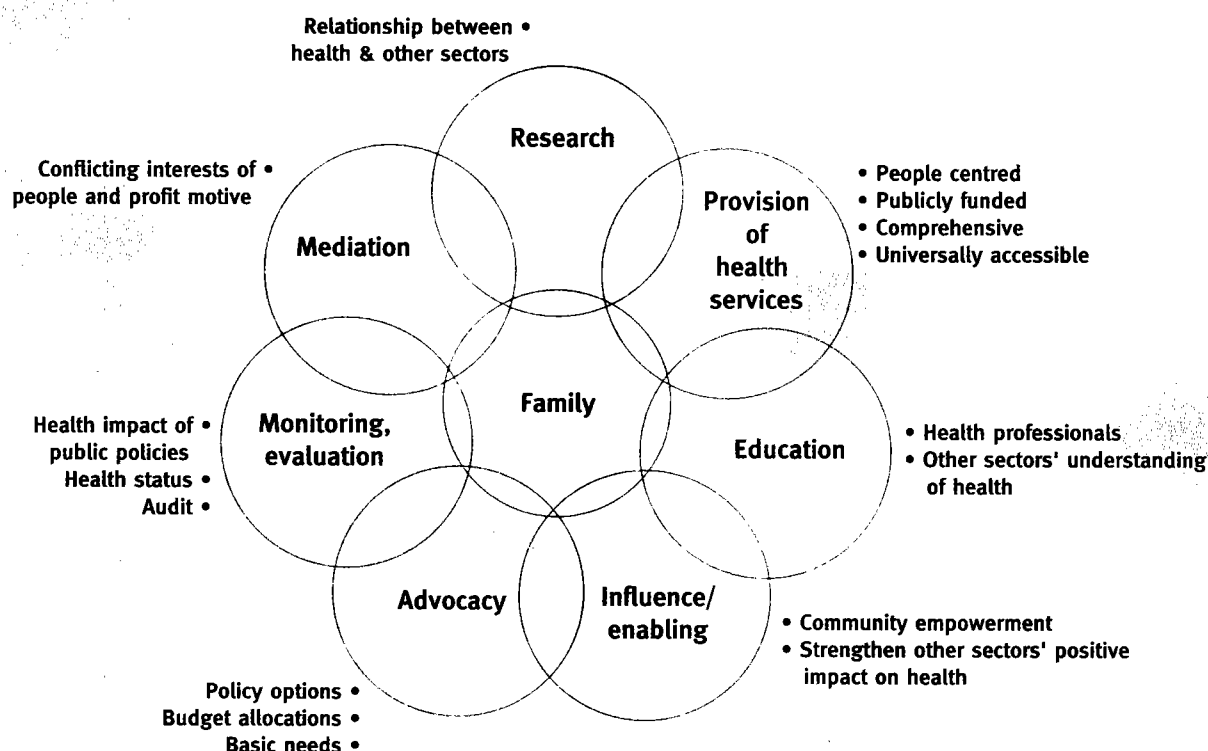 Relationship between •
health & other sectors
Research
Conflicting interests of •
people and profit motive
Mediation
Provision
of
health
services
• People centred
• Publicly funded
• Comprehensive
• Universally accessible
Family
Health impact of •
public policies
Health status •
Audit •
Monitoring,
evaluation
Education
• Health professionals
• Other sectors' understanding
of health
Advocacy
Influence/
enabling
• Community empowerment
• Strengthen other sectors' positive
impact on health
Policy options •
Budget allocations •
Basic needs •